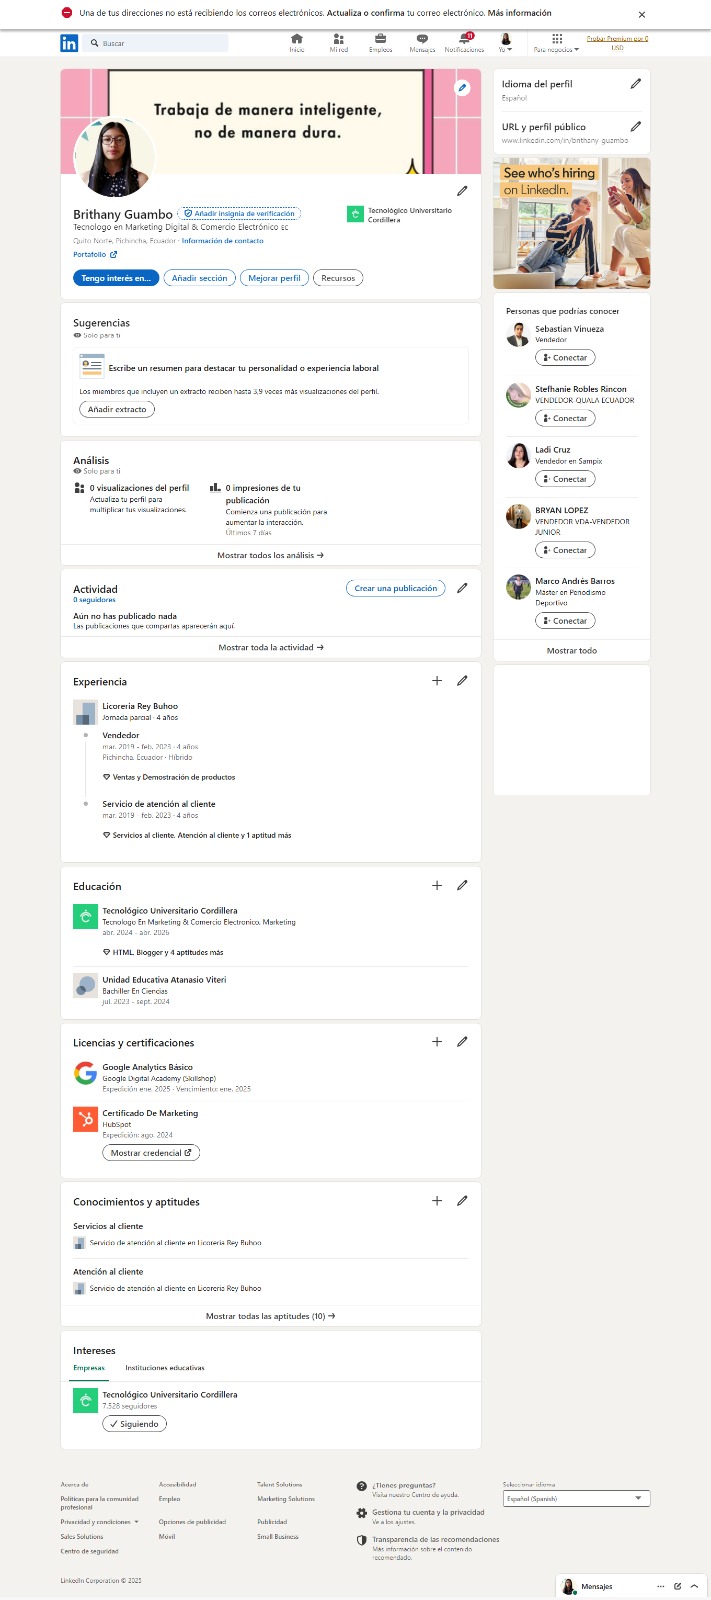 Una de tus direcciones no está recibiendo los correos electrónicos. Actualiza o confirma tu correo electrónico. Más información
in
Buscar
Inicio
Mi red
Empleos
Mensajes
11
Notificaciones
Yo
Para negocios
Probar Premium por 0
USD
Trabaja de manera inteligente,
no de manera dura.
Brithany Guambo
Añadir insignia de verificación
Tecnologo en Marketing Digital & Comercio Electrónico ec
Quito Norte, Pichincha, Ecuador · Información de contacto
Portafolio
Tecnológico Universitario
Cordillera
Tengo interés en...
Añadir sección
Mejorar perfil
Recursos
Sugerencias
Solo para ti
Escribe un resumen para destacar tu personalidad o experiencia laboral
Los miembros que incluyen un extracto reciben hasta 3,9 veces más visualizaciones del perfil.
Añadir extracto
Análisis
Solo para ti
0 visualizaciones del perfil
Actualiza tu perfil para
multiplicar tus visualizaciones.
0 impresiones de tu
publicación
Comienza una publicación para
aumentar la interacción.
Últimos 7 días
Mostrar todos los análisis →
Actividad
0 seguidores
Crear una publicación
Aún no has publicado nada
Las publicaciones que compartas aparecerán aquí.
Mostrar toda la actividad →
Experiencia
Licoreria Rey Buhoo
Jornada parcial · 4 años
Vendedor
mar. 2019 - feb. 2023 · 4 años
Pichincha, Ecuador · Híbrido
Ventas y Demostración de productos
Servicio de atención al cliente
mar. 2019 - feb. 2023 · 4 años
Servicios al cliente, Atención al cliente y 1 aptitud más
Educación
Tecnológico Universitario Cordillera
Tecnologo En Marketing & Comercio Electronico, Marketing
abr. 2024 - abr. 2026
HTML, Blogger y 4 aptitudes más
Unidad Educativa Atanasio Viteri
Bachiller En Ciencias
jul. 2023 - sept. 2024
Licencias y certificaciones
Google Analytics Básico
Google Digital Academy (Skillshop)
Expedición: ene. 2025 · Vencimiento: ene. 2025
Certificado De Marketing
HubSpot
Expedición: ago. 2024
Mostrar credencial
Conocimientos y aptitudes
Servicios al cliente
Servicio de atención al cliente en Licoreria Rey Buhoo
Atención al cliente
Servicio de atención al cliente en Licoreria Rey Buhoo
Mostrar todas las aptitudes (10) →
Intereses
Empresas
Instituciones educativas
Tecnológico Universitario Cordillera
7.528 seguidores
Siguiendo
Idioma del perfil
Español
URL y perfil público
www.linkedin.com/in/brithany-guambo
See who's hiring
on LinkedIn.
Personas que podrías conocer
Sebastian Vinueza
Vendedor
Conectar
Stefhanie Robles Rincon
VENDEDOR-QUALA ECUADOR
Conectar
Ladi Cruz
Vendedor en Sampix
Conectar
BRYAN LOPEZ
VENDEDOR VDA-VENDEDOR
JUNIOR
Conectar
Marco Andrés Barros
Máster en Periodismo
Deportivo
Conectar
Mostrar todo
Acerca de
Accesibilidad
Talent Solutions
Políticas para la comunidad
profesional
Empleo
Marketing Solutions
Privacidad y condiciones
Opciones de publicidad
Publicidad
Sales Solutions
Móvil
Small Business
Centro de seguridad
¿Tienes preguntas?
Visita nuestro Centro de ayuda.
Gestiona tu cuenta y la privacidad
Ve a los ajustes.
Transparencia de las recomendaciones
Más información sobre el contenido
recomendado.
Seleccionar idioma
Español (Spanish)
LinkedIn Corporation © 2025
Mensajes